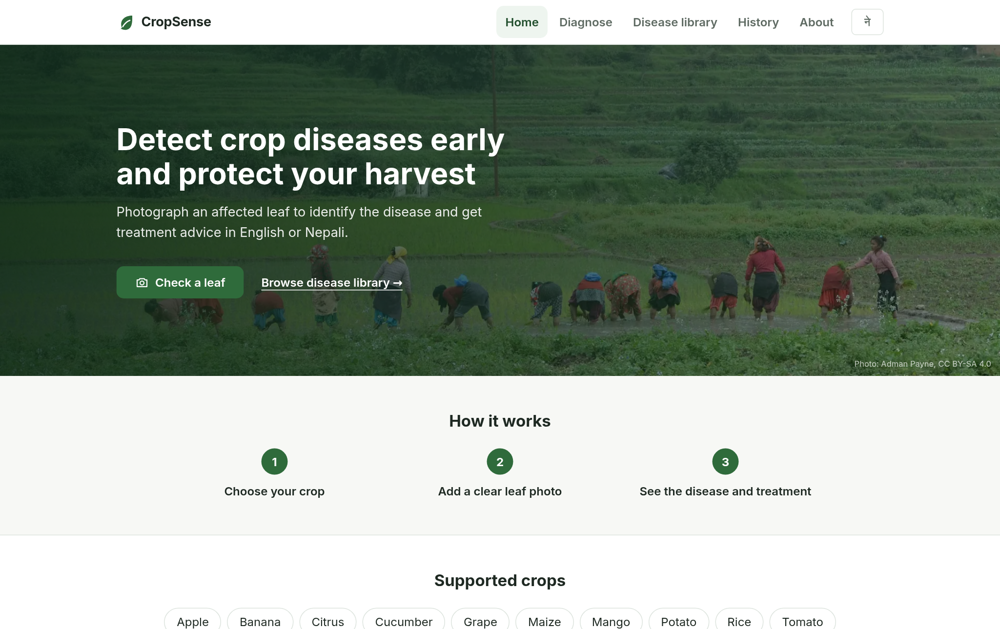 CropSense
Home
Diagnose
Disease library
History
About
ने
Detect crop diseases early
and protect your harvest
Photograph an affected leaf to identify the disease and get
treatment advice in English or Nepali.
Check a leaf
Browse disease library →
Photo: Adman Payne, CC BY-SA 4.0
How it works
1
2
3
Choose your crop
Add a clear leaf photo
See the disease and treatment
Supported crops
Apple
Banana
Citrus
Cucumber
Grape
Maize
Mango
Potato
Rice
Tomato